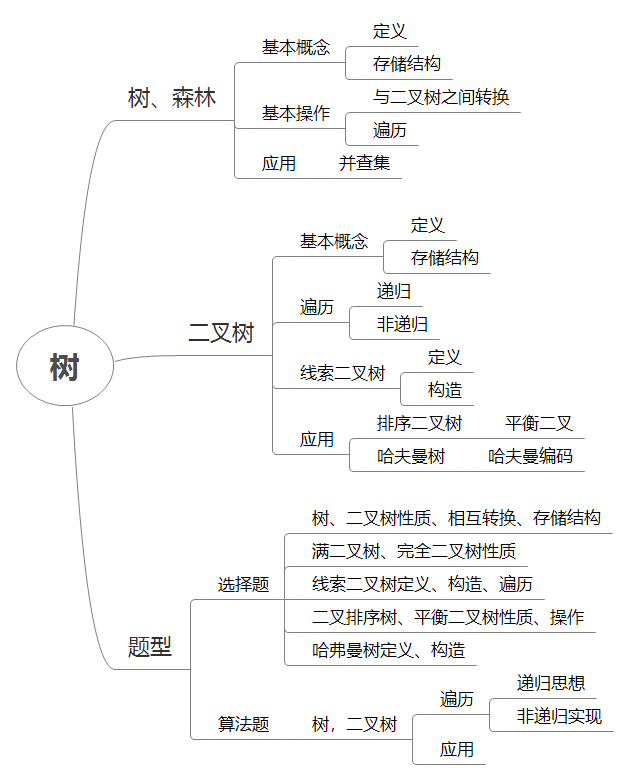 树
树、森林
基本概念
定义
存储结构
基本操作
与二叉树之间转换
遍历
应用
并查集
二叉树
基本概念
定义
存储结构
遍历
递归
非递归
线索二叉树
定义
构造
应用
排序二叉树
平衡二叉
哈夫曼树
哈夫曼编码
题型
选择题
树、二叉树性质、相互转换、存储结构
满二叉树、完全二叉树性质
线索二叉树定义、构造、遍历
二叉排序树、平衡二叉树性质、操作
哈弗曼树定义、构造
算法题
树，二叉树
遍历
递归思想
非递归实现
应用